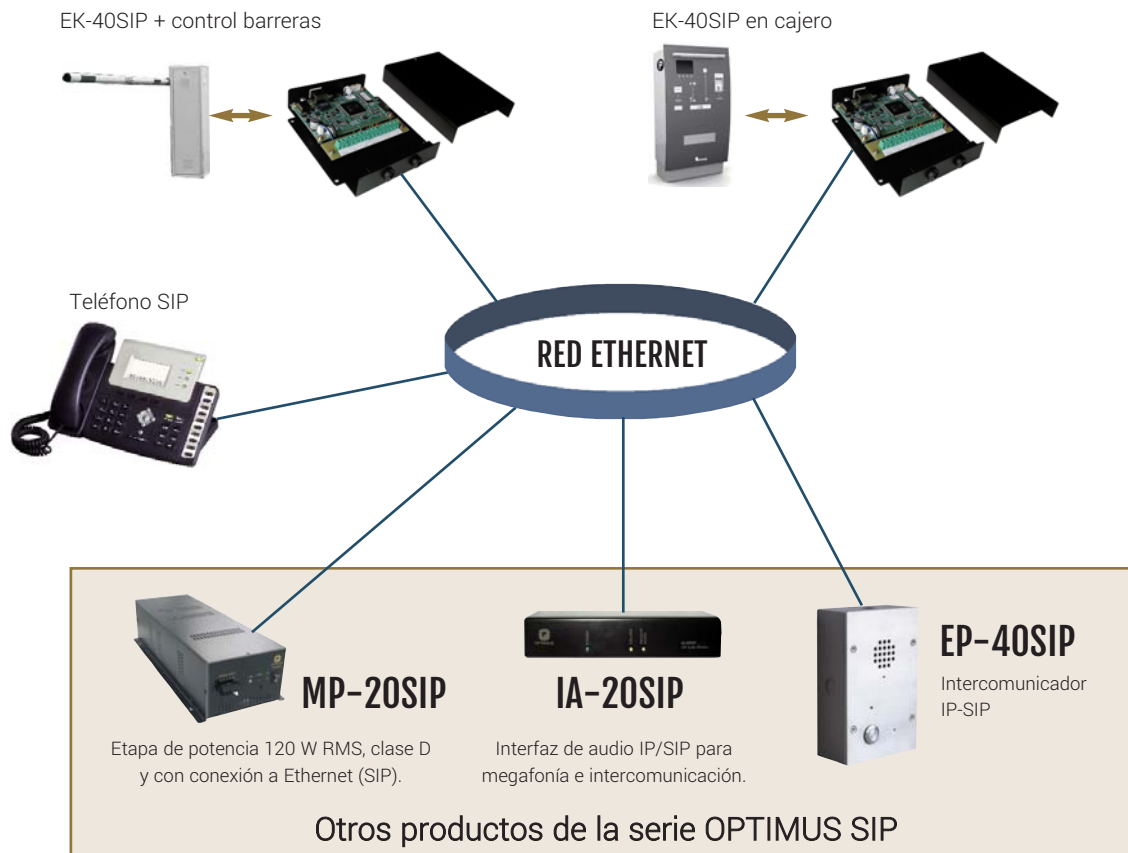 EK-40SIP + control barreras
EK-40SIP en cajero
Teléfono SIP
RED ETHERNET
OPTIMUS
MP-20SIP
Etapa de potencia 120 W RMS, clase D
y con conexión a Ethernet (SIP).
IA-20SIP
Interfaz de audio IP/SIP para
megafonía e intercomunicación.
EP-40SIP
Intercomunicador
IP-SIP
Otros productos de la serie OPTIMUS SIP